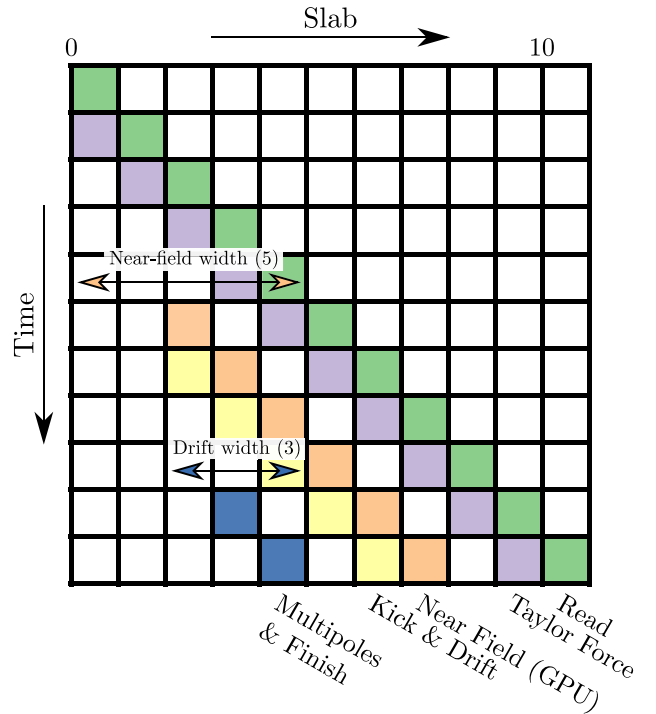 Slab
0
10
Time
Near-field width (5)
Drift width (3)
Multipoles
& Finish
Kick & Drift
Near Field (GPU)
Taylor Force
Read